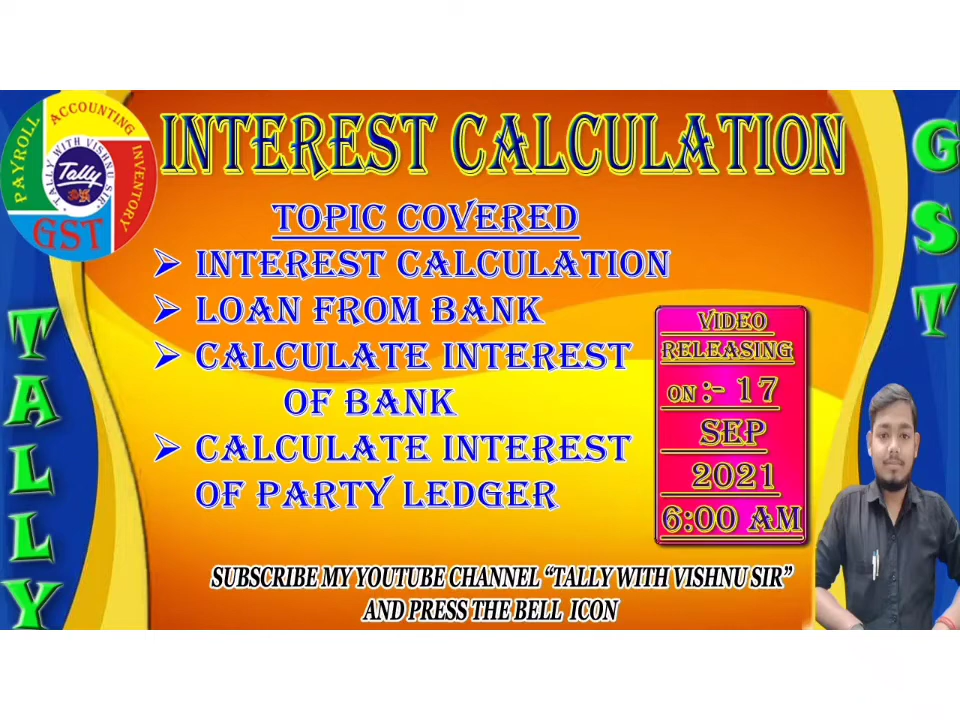 PAYROLL
ACCOUNTING
INVENTORY
GST
TALLY WITH VISHNU SIR
Tally
INTEREST CALCULATION
TOPIC COVERED
INTEREST CALCULATION
LOAN FROM BANK
CALCULATE INTEREST
OF BANK
CALCULATE INTEREST
OF PARTY LEDGER
VIDEO
RELEASING
ON :- 17
SEP
2021
6:00 AM
TALLY
GST
SUBSCRIBE MY YOUTUBE CHANNEL “TALLY WITH VISHNU SIR”
AND PRESS THE BELL ICON